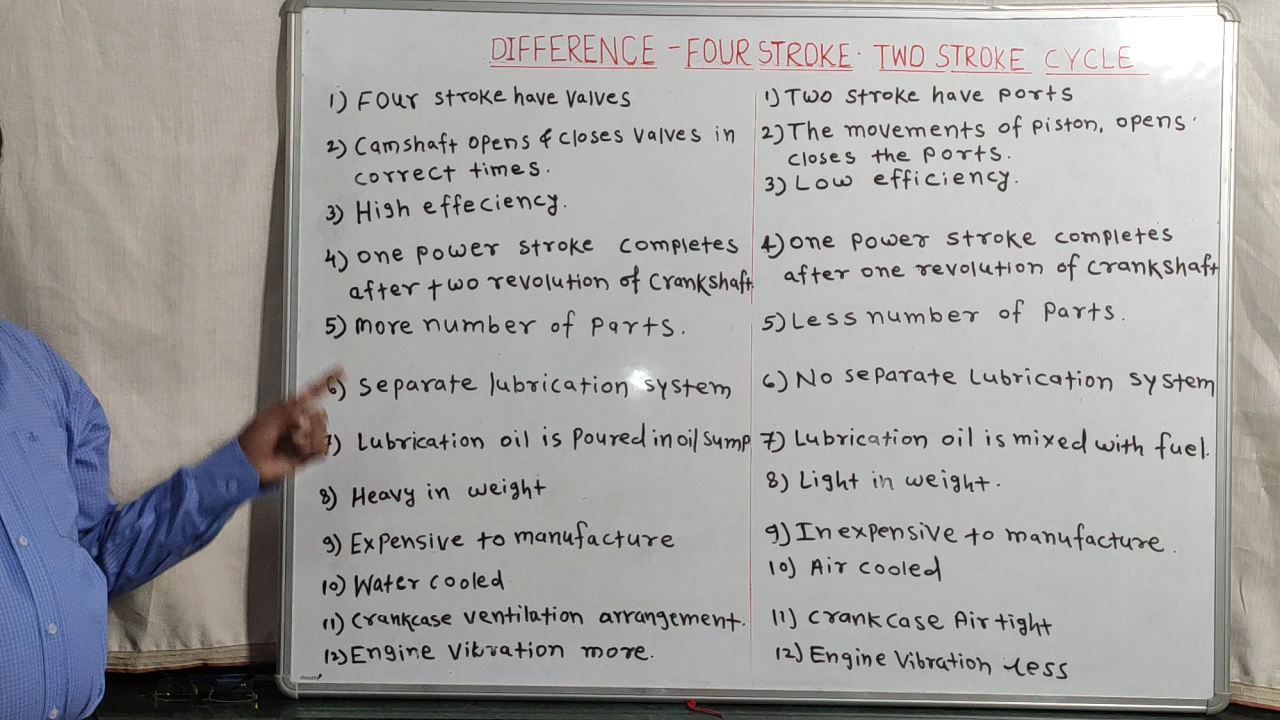 DIFFERENCE - FOUR STROKE · TWO STROKE CYCLE
1) Four stroke have valves
2) Camshaft opens & closes valves in
correct times.
3) High effeciency.
4) one power stroke completes
after two revolution of crankshaft
5) more number of parts.
6) separate lubrication system
7) Lubrication oil is poured in oil sump
8) Heavy in weight
9) Expensive to manufacture
10) Water cooled
11) crankcase ventilation arrangement.
12) Engine vibration more.
1) Two stroke have ports
2) The movements of piston, opens
closes the ports.
3) Low efficiency.
4) one power stroke completes
after one revolution of crankshaft
5) Less number of parts.
6) No separate Lubrication system
7) Lubrication oil is mixed with fuel.
8) Light in weight.
9) Inexpensive to manufacture.
10) Air cooled
11) crankcase Air tight
12) Engine vibration less